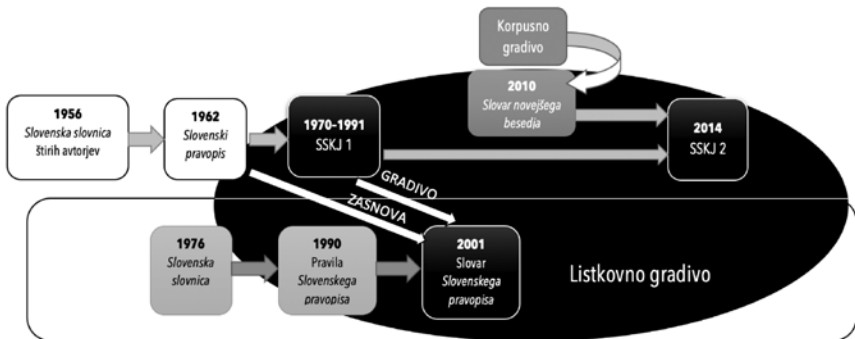 Korpusno
gradivo
2010
Slovar novejšega
besedja
1956
Slovenska slovnica
štirih avtorjev
1962
Slovenski
pravopis
1970–1991
SSKJ 1
2014
SSKJ 2
GRADIVO
ZASNOVA
1976
Slovenska
slovnica
1990
Pravila
Slovenskega
pravopisa
2001
Slovar
Slovenskega
pravopisa
Listkovno gradivo